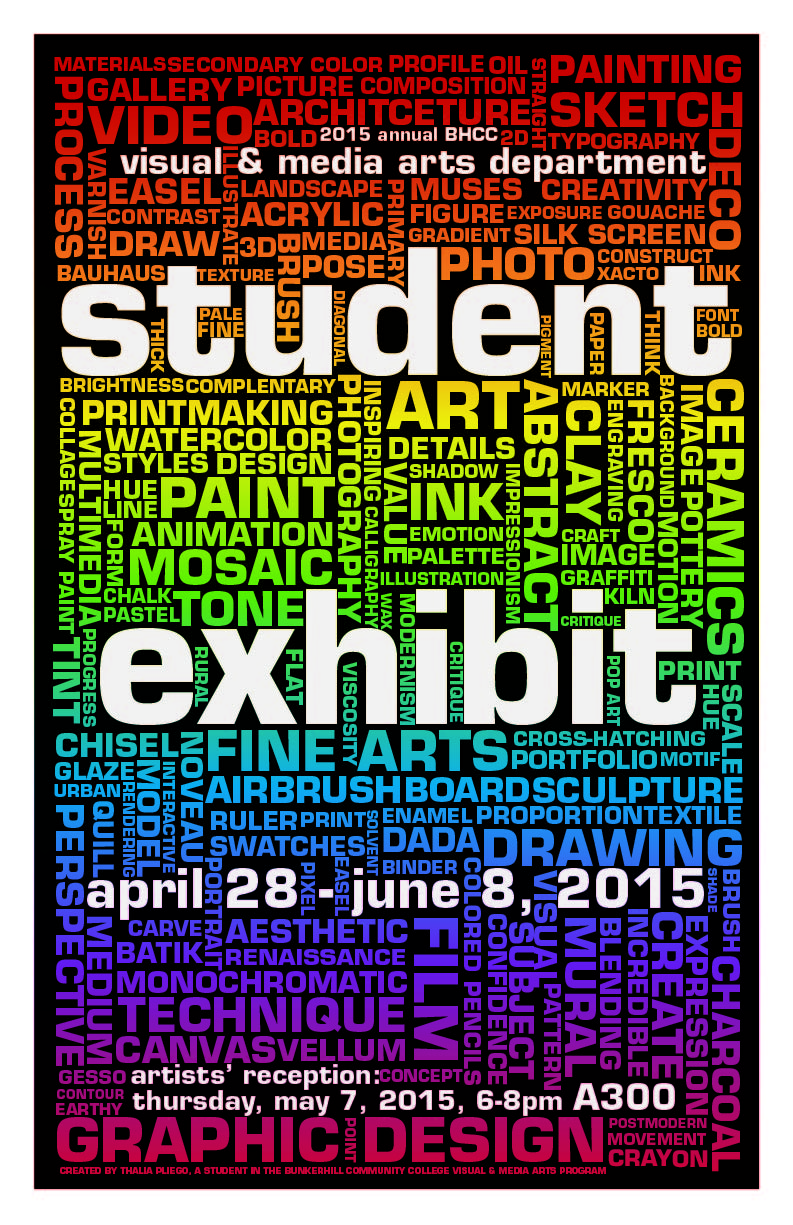 MATERIALS SECONDARY COLOR PROFILE OIL STRAIGHT PAINTING
PROCESS GALLERY PICTURE COMPOSITION
VIDEO ARCHITCETURE SKETCH
BOLD 2015 annual BHCC 2D TYPOGRAPHY DECO
visual & media arts department
VARNISH EASEL ILLUSTRATE LANDSCAPE PRIMARY MUSES CREATIVITY
CONTRAST ACRYLIC FIGURE EXPOSURE GOUACHE
DRAW 3D BRUSH MEDIA GRADIENT SILK SCREEN
BAUHAUS TEXTURE POSE PHOTO CONSTRUCT
XACTO INK
student
THICK PALE DIAGONAL PIGMENT PAPER THINK FONT
FINE BOLD
BRIGHTNESS COMPLENTARY PHOTOGRAPHY INSPIRING ART ABSTRACT MARKER BACKGROUND IMAGE CERAMICS
COLLAGE PRINTMAKING CLAY ENGRAVING FRESCO
MULTIMEDIA WATERCOLOR DETAILS
STYLES DESIGN VALUE SHADOW IMPRESSIONISM
HUE PAINT INK
LINE CALLIGRAPHY POTTERY
SPRAY PAINT FORM ANIMATION EMOTION CRAFT MOTION
MOSAIC PALETTE IMAGE
ILLUSTRATION GRAFFITI
CHALK TONE WAX MODERNISM KILN
PASTEL CRITIQUE
exhibit
TINT PROGRESS RURAL FLAT VISCOSITY CRITIQUE POP ART PRINT
HUE SCALE
CHISEL NOVEAU FINE ARTS CROSS-HATCHING
GLAZE MODEL INTERACTIVE PORTFOLIO MOTIF
URBAN RENDERING AIRBRUSH BOARD SCULPTURE
PERSPECTIVE QUILL RULER PRINT SOLVENT ENAMEL PROPORTION TEXTILE
SWATCHES DADA DRAWING
PORTRAIT PIXEL EASEL BINDER COLORED PENCILS VISUAL SHADE BRUSH
april 28 - june 8, 2015
MEDIUM CARVE AESTHETIC FILM CONFIDENCE SUBJECT MURAL BLENDING INCREDIBLE CREATE EXPRESSION
BATIK RENAISSANCE CHARCOAL
MONOCHROMATIC
TECHNIQUE PATTERN
CANVAS VELLUM
GESSO artists' reception: CONCEPT
CONTOUR thursday, may 7, 2015, 6-8pm A300
EARTHY
GRAPHIC POINT DESIGN POSTMODERN
MOVEMENT
CRAYON
CREATED BY THALIA PLIEGO, A STUDENT IN THE BUNKERHILL COMMUNITY COLLEGE VISUAL & MEDIA ARTS PROGRAM